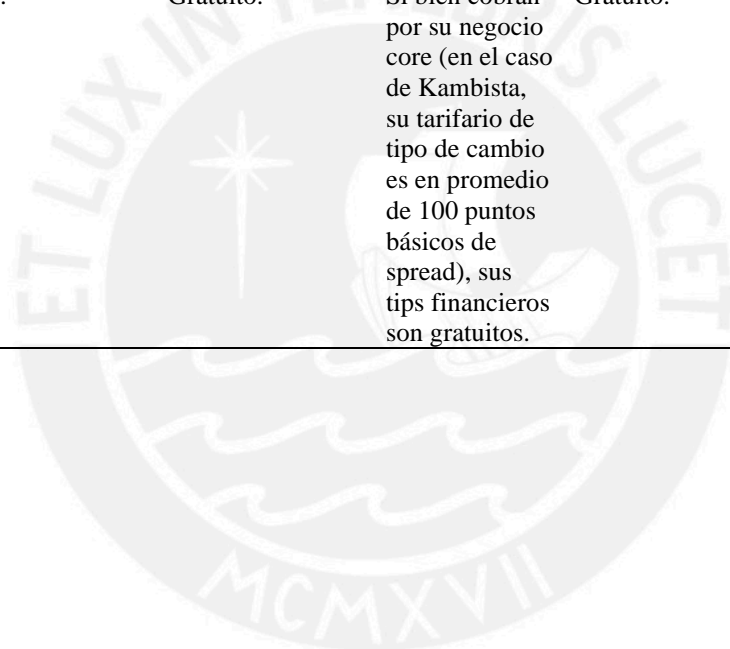 . Gratuito. Si bien cobran Gratuito.
por su negocio
core (en el caso
de Kambista,
su tarifario de
tipo de cambio
es en promedio
de 100 puntos
básicos de
spread), sus
tips financieros
son gratuitos.
ET LUX IN TENEBRIS LUCET
MCMXVII